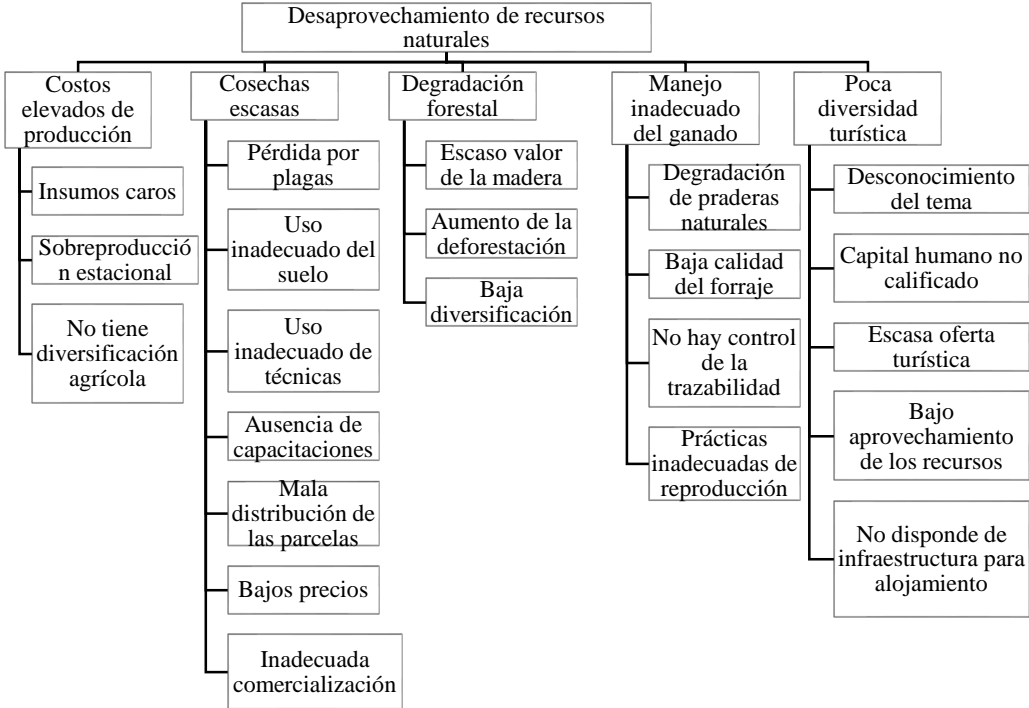 Desaprovechamiento de recursos
naturales
Costos
elevados de
producción
Insumos caros
Sobreproducció
n estacional
No tiene
diversificación
agrícola
Cosechas
escasas
Pérdida por
plagas
Uso
inadecuado del
suelo
Uso
inadecuado de
técnicas
Ausencia de
capacitaciones
Mala
distribución de
las parcelas
Bajos precios
Inadecuada
comercialización
Degradación
forestal
Escaso valor
de la madera
Aumento de la
deforestación
Baja
diversificación
Manejo
inadecuado
del ganado
Degradación
de praderas
naturales
Baja calidad
del forraje
No hay control
de la
trazabilidad
Prácticas
inadecuadas de
reproducción
Poca
diversidad
turística
Desconocimiento
del tema
Capital humano no
calificado
Escasa oferta
turística
Bajo
aprovechamiento
de los recursos
No disponde de
infraestructura para
alojamiento